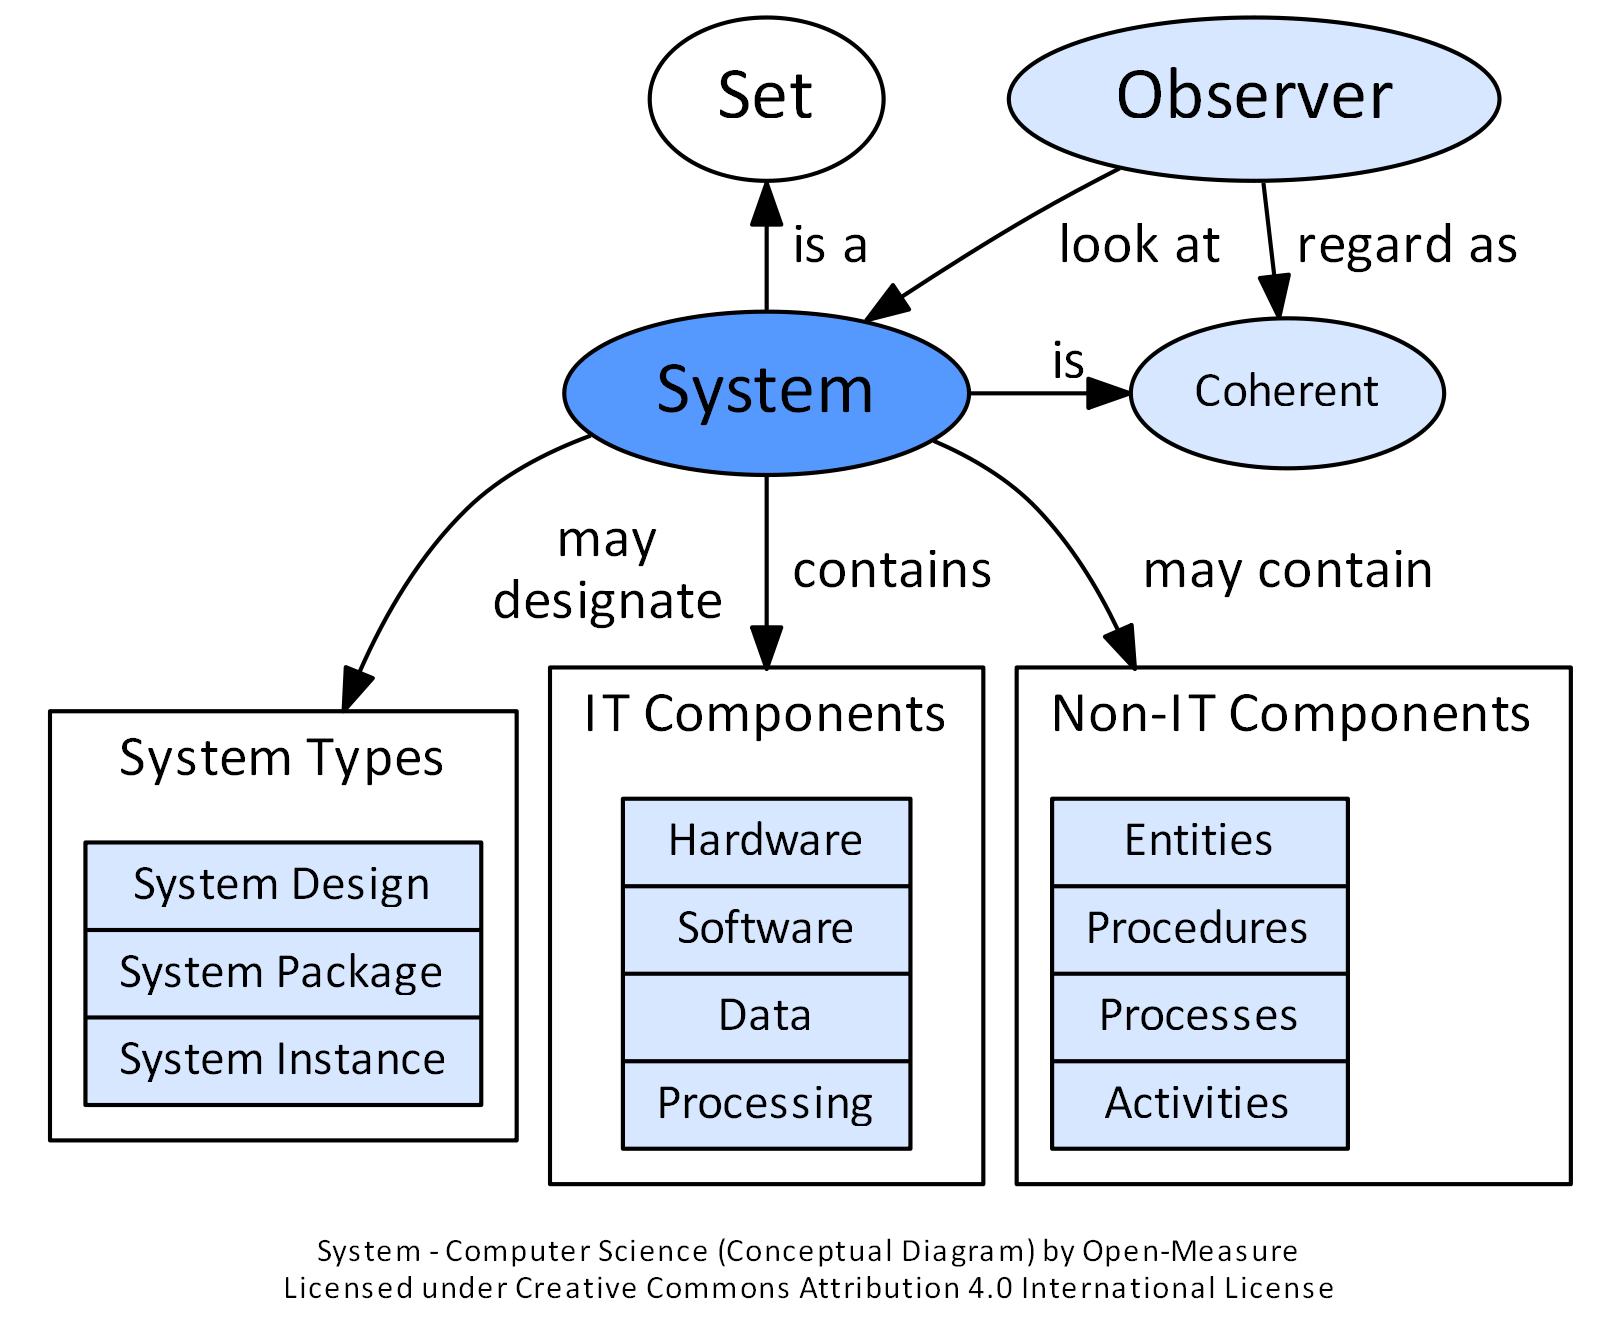 Set
Observer
is a
look at
regard as
System
is
Coherent
may
designate
contains
may contain
System Types
System Design
System Package
System Instance
IT Components
Hardware
Software
Data
Processing
Non-IT Components
Entities
Procedures
Processes
Activities
System - Computer Science (Conceptual Diagram) by Open-Measure
Licensed under Creative Commons Attribution 4.0 International License